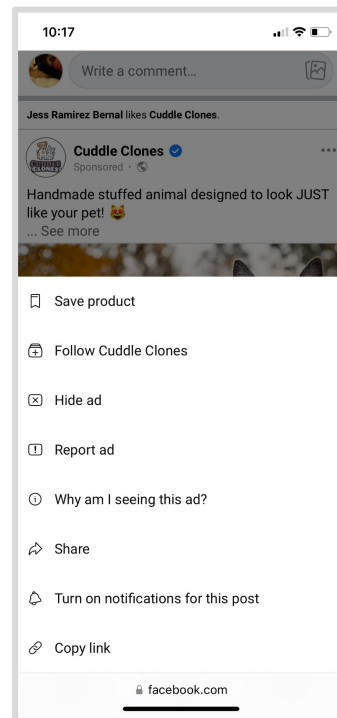 10:17
Write a comment...
Jess Ramirez Bernal likes Cuddle Clones.
CUDDLE
CLONES
Cuddle Clones
Sponsored ·
Handmade stuffed animal designed to look JUST
like your pet! 😻
... See more
Save product
Follow Cuddle Clones
Hide ad
Report ad
Why am I seeing this ad?
Share
Turn on notifications for this post
Copy link
facebook.com